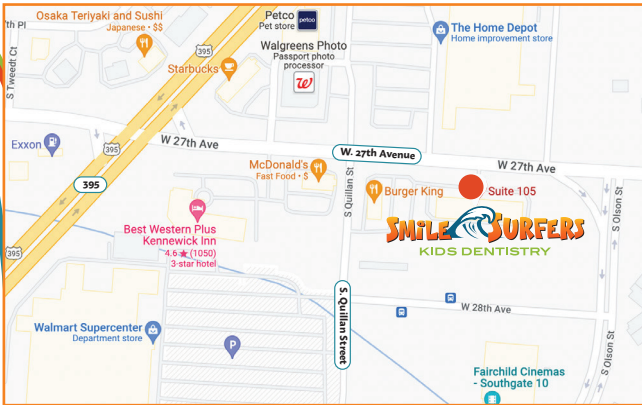 Osaka Teriyaki and Sushi
Japanese • $$
7th Pl
S Tweedt Ct
395
Starbucks
Petco
Pet store
petco
Walgreens Photo
Passport photo
processor
W
The Home Depot
Home improvement store
Exxon
395
W 27th Ave
W. 27th Avenue
W 27th Ave
395
McDonald's
Fast Food • $
S Quillan St
Burger King
Suite 105
SMiLE SURFERS
KIDS DENTISTRY
S Olson St
Best Western Plus
Kennewick Inn
4.6 ★ (1050)
3-star hotel
395
W 28th Ave
S. Quillan Street
Walmart Supercenter
Department store
P
S Olson St
Fairchild Cinemas
- Southgate 10